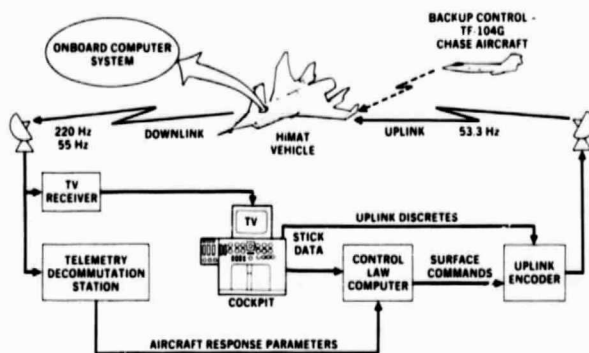 BACKUP CONTROL -
TF-104G
CHASE AIRCRAFT
ONBOARD COMPUTER
SYSTEM
220 Hz
55 Hz
DOWNLINK
HiMAT
VEHICLE
UPLINK
53.3 Hz
TV
RECEIVER
TV
UPLINK DISCRETES
STICK
DATA
TELEMETRY
DECOMMUTATION
STATION
CONTROL
LAW
COMPUTER
SURFACE
COMMANDS
UPLINK
ENCODER
COCKPIT
AIRCRAFT RESPONSE PARAMETERS